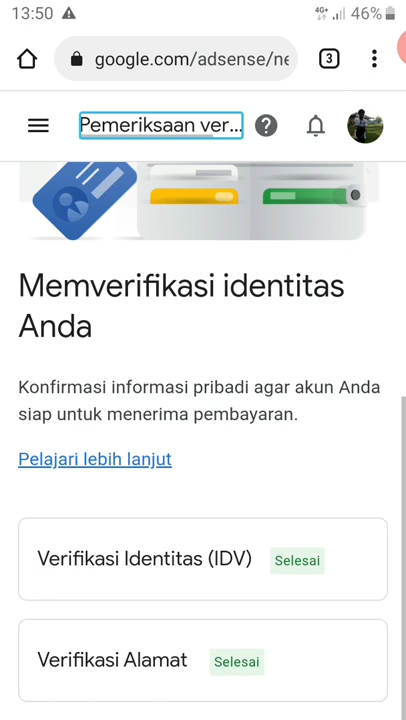 13:50 4G+ 46%
google.com/adsense/ne 3
Pemeriksaan ver...
Memverifikasi identitas
Anda
Konfirmasi informasi pribadi agar akun Anda
siap untuk menerima pembayaran.
Pelajari lebih lanjut
Verifikasi Identitas (IDV) Selesai
Verifikasi Alamat Selesai